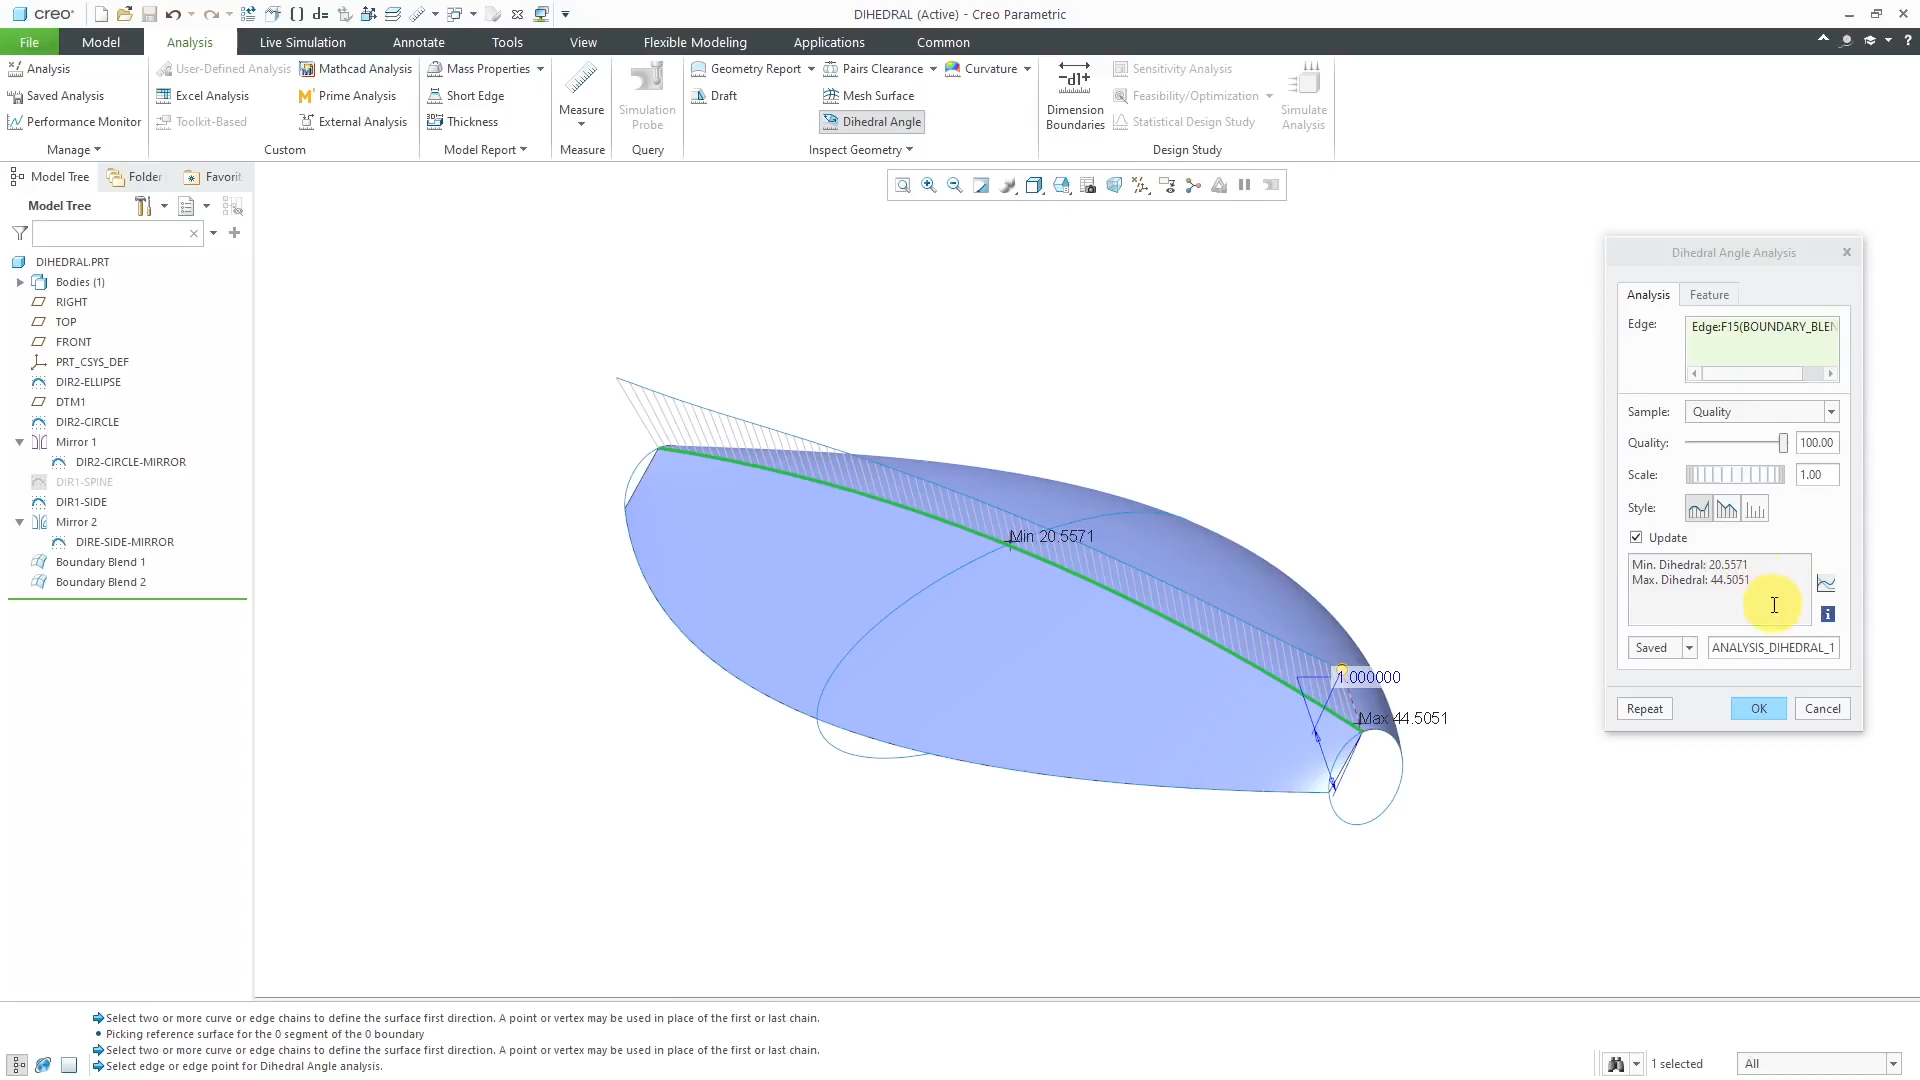 creo
DIHEDRAL (Active) - Creo Parametric
File
Model
Analysis
Live Simulation
Annotate
Tools
View
Flexible Modeling
Applications
Common
Analysis
User-Defined Analysis
Mathcad Analysis
Mass Properties
Geometry Report
Pairs Clearance
Curvature
Sensitivity Analysis
Saved Analysis
Excel Analysis
Prime Analysis
Short Edge
Measure
Simulation Probe
Draft
Mesh Surface
Dimension Boundaries
Feasibility/Optimization
Simulate Analysis
Performance Monitor
Toolkit-Based
External Analysis
Thickness
Dihedral Angle
Statistical Design Study
Manage
Custom
Model Report
Measure
Query
Inspect Geometry
Design Study
Model Tree
Folder
Favorit
Model Tree
DIHEDRAL.PRT
Bodies (1)
RIGHT
TOP
FRONT
PRT_CSYS_DEF
DIR2-ELLIPSE
DTM1
DIR2-CIRCLE
Mirror 1
DIR2-CIRCLE-MIRROR
DIR1-SPINE
DIR1-SIDE
Mirror 2
DIRE-SIDE-MIRROR
Boundary Blend 1
Boundary Blend 2
Min 20.5571
1.000000
Max 44.5051
Dihedral Angle Analysis
Analysis
Feature
Edge:
Edge:F15(BOUNDARY_BLEN
Sample:
Quality
Quality:
100.00
Scale:
1.00
Style:
Update
Min. Dihedral: 20.5571
Max. Dihedral: 44.5051
Saved
ANALYSIS_DIHEDRAL_1
Repeat
OK
Cancel
Select two or more curve or edge chains to define the surface first direction. A point or vertex may be used in place of the first or last chain.
• Picking reference surface for the 0 segment of the 0 boundary
Select two or more curve or edge chains to define the surface first direction. A point or vertex may be used in place of the first or last chain.
Select edge or edge point for Dihedral Angle analysis.
1 selected
All